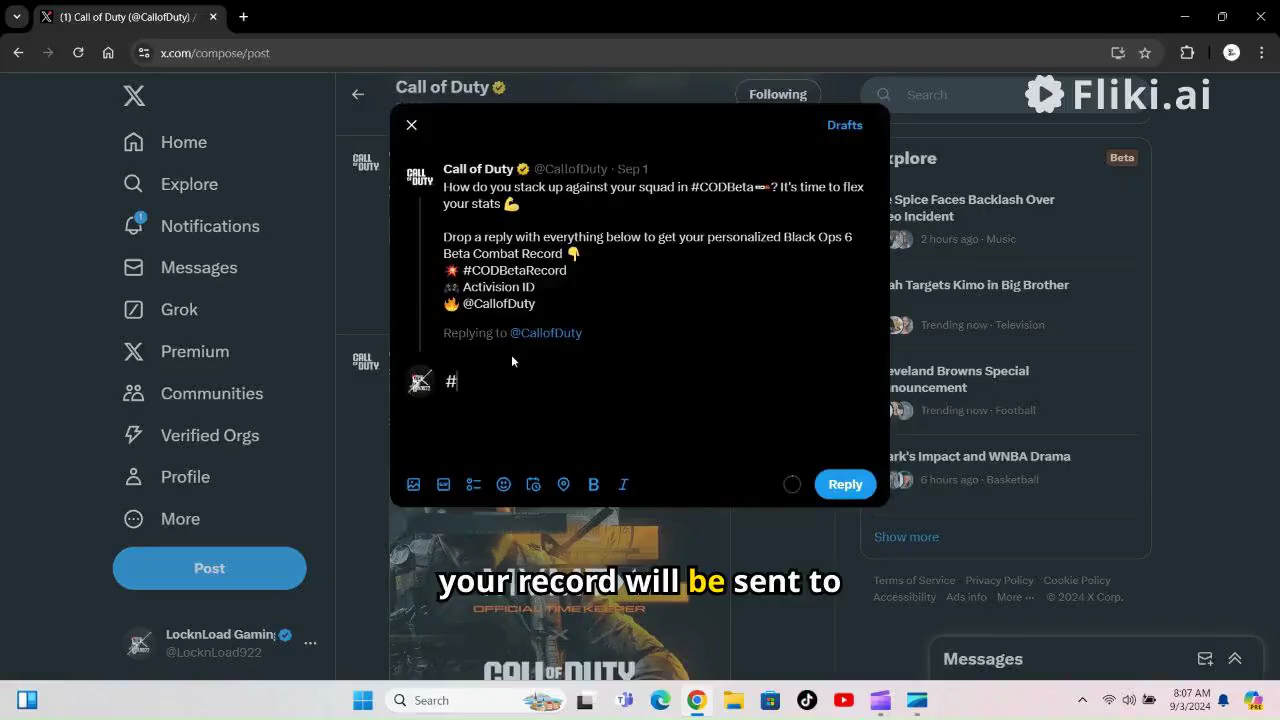 (1) Call of Duty (@CallofDuty) /
x.com/compose/post
Fliki.ai
Home
Explore
1
Notifications
Messages
Grok
Premium
Communities
Verified Orgs
Profile
More
Post
LocknLoad Gaming
@LocknLoad922
Call of Duty
Following
Search
Drafts
CALL OF DUTY
Call of Duty @CallofDuty · Sep 1
How do you stack up against your squad in #CODBeta? It's time to flex
your stats 💪
Drop a reply with everything below to get your personalized Black Ops 6
Beta Combat Record 👇
💥 #CODBetaRecord
🎮 Activision ID
🔥 @CallofDuty
Replying to @CallofDuty
#
B I
Reply
xplore
Beta
Spice Faces Backlash Over
eo Incident
2 hours ago · Music
ah Targets Kimo in Big Brother
Trending now · Television
eveland Browns Special
nouncement
Trending now · Football
ark's Impact and WNBA Drama
6 hours ago · Basketball
Show more
Terms of Service Privacy Policy Cookie Policy
Accessibility Ads info More ··· © 2024 X Corp.
your record will be sent to
OFFICIAL TIMEKEEPER
X
CALL OF DUTY
Messages
Search
8:07 AM
9/3/2024